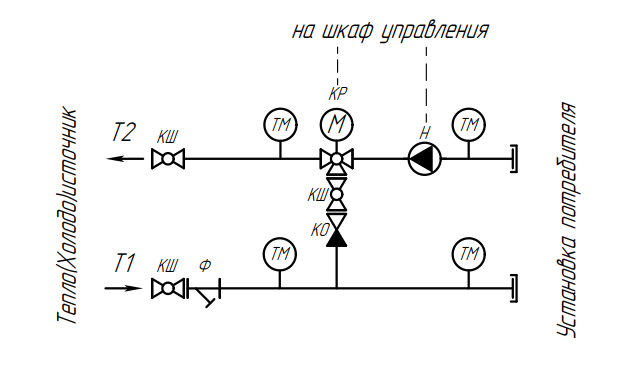 на шкаф управления
КР
Т2
КШ
ТМ
М
Н
ТМ
КШ
КО
Т1
КШ
Ф
ТМ
ТМ
Тепло(Холодо)источник
Установка потребителя